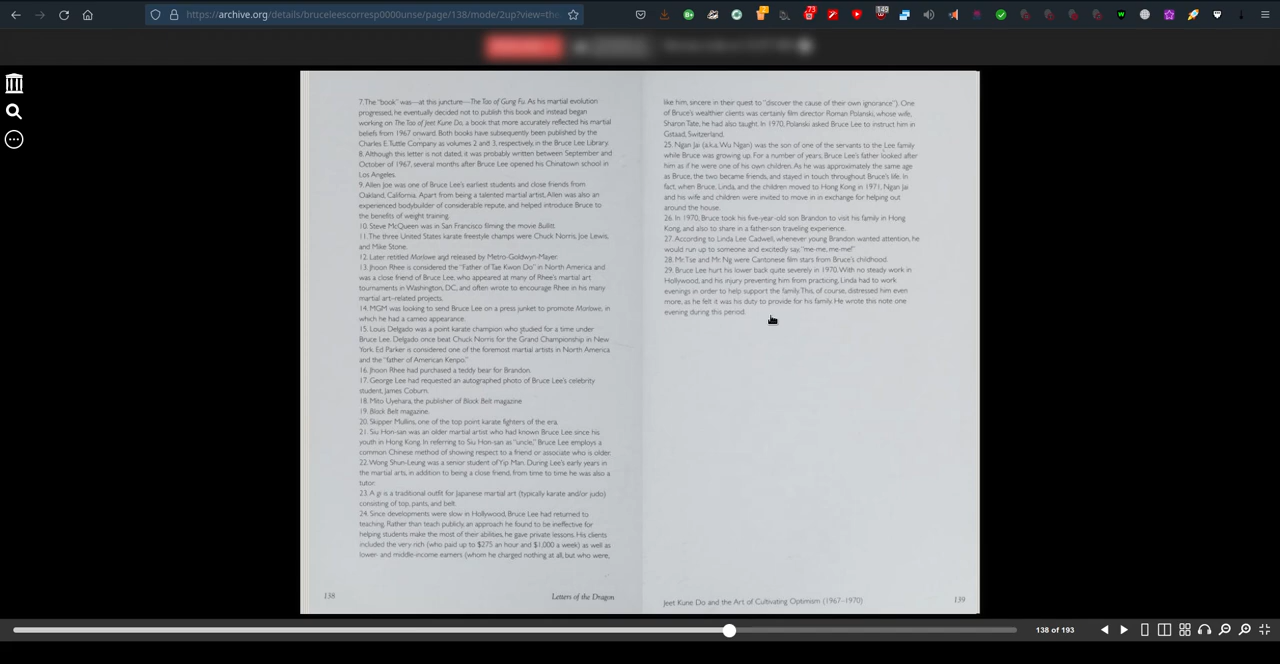 https://archive.org/details/bruceleescorresp0000unse/page/138/mode/2up?view=the
73
149
7. The "book" was—at this juncture—The Tao of Gung Fu. As his martial evolution
progressed, he eventually decided not to publish this book and instead began
working on The Tao of Jeet Kune Do, a book that more accurately reflected his martial
beliefs from 1967 onward. Both books have subsequently been published by the
Charles E. Tuttle Company as volumes 2 and 3, respectively, in the Bruce Lee Library.
8. Although this letter is not dated, it was probably written between September and
October of 1967, several months after Bruce Lee opened his Chinatown school in
Los Angeles.
9. Allen Joe was one of Bruce Lee's earliest students and close friends from
Oakland, California. Apart from being a talented martial artist, Allen was also an
experienced bodybuilder of considerable repute, and helped introduce Bruce to
the benefits of weight training.
10. Steve McQueen was in San Francisco filming the movie Bullitt.
11. The three United States karate freestyle champs were Chuck Norris, Joe Lewis,
and Mike Stone.
12. Later retitled Marlowe and released by Metro-Goldwyn-Mayer.
13. Jhoon Rhee is considered the "Father of Tae Kwon Do" in North America and
was a close friend of Bruce Lee, who appeared at many of Rhee's martial art
tournaments in Washington, DC, and often wrote to encourage Rhee in his many
martial art-related projects.
14. MGM was looking to send Bruce Lee on a press junket to promote Marlowe, in
which he had a cameo appearance.
15. Louis Delgado was a point karate champion who studied for a time under
Bruce Lee. Delgado once beat Chuck Norris for the Grand Championship in New
York. Ed Parker is considered one of the foremost martial artists in North America
and the "father of American Kenpo."
16. Jhoon Rhee had purchased a teddy bear for Brandon.
17. George Lee had requested an autographed photo of Bruce Lee's celebrity
student, James Coburn.
18. Mito Uyehara, the publisher of Black Belt magazine.
19. Black Belt magazine.
20. Skipper Mullins, one of the top point karate fighters of the era.
21. Siu Hon-san was an older martial artist who had known Bruce Lee since his
youth in Hong Kong. In referring to Siu Hon-san as "uncle," Bruce Lee employs a
common Chinese method of showing respect to a friend or associate who is older.
22. Wong Shun-Leung was a senior student of Yip Man. During Lee's early years in
the martial arts, in addition to being a close friend, from time to time he was also a
tutor.
23. A gi is a traditional outfit for Japanese martial art (typically karate and/or judo)
consisting of top, pants, and belt.
24. Since developments were slow in Hollywood, Bruce Lee had returned to
teaching. Rather than teach publicly, an approach he found to be ineffective for
helping students make the most of their abilities, he gave private lessons. His clients
included the very rich (who paid up to $275 an hour and $1,000 a week) as well as
lower- and middle-income earners (whom he charged nothing at all, but who were,
138
Letters of the Dragon
like him, sincere in their quest to "discover the cause of their own ignorance"). One
of Bruce's wealthier clients was certainly film director Roman Polanski, whose wife,
Sharon Tate, he had also taught. In 1970, Polanski asked Bruce Lee to instruct him in
Gstaad, Switzerland.
25. Ngan Jai (a.k.a. Wu Ngan) was the son of one of the servants to the Lee family
while Bruce was growing up. For a number of years, Bruce Lee's father looked after
him as if he were one of his own children. As he was approximately the same age
as Bruce, the two became friends, and stayed in touch throughout Bruce's life. In
fact, when Bruce, Linda, and the children moved to Hong Kong in 1971, Ngan Jai
and his wife and children were invited to move in in exchange for helping out
around the house.
26. In 1970, Bruce took his five-year-old son Brandon to visit his family in Hong
Kong, and also to share in a father-son traveling experience.
27. According to Linda Lee Cadwell, whenever young Brandon wanted attention, he
would run up to someone and excitedly say, "me-me, me-me!"
28. Mr. Tse and Mr. Ng were Cantonese film stars from Bruce's childhood.
29. Bruce Lee hurt his lower back quite severely in 1970. With no steady work in
Hollywood, and his injury preventing him from practicing, Linda had to work
evenings in order to help support the family. This, of course, distressed him even
more, as he felt it was his duty to provide for his family. He wrote this note one
evening during this period.
Jeet Kune Do and the Art of Cultivating Optimism (1967–1970)
139
138 of 193